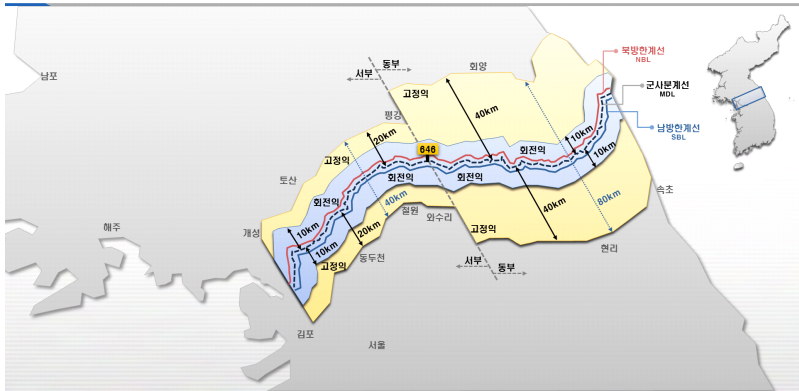 북방한계선
NBL
군사분계선
MDL
남방한계선
SBL
남포
동부
서부
회양
고정익
평강
20km
40km
646
회전익
10km
고정익
10km
토산
회전익
회전익
회전익
40km
80km
속초
철원
와수리
40km
해주
개성
10km
10km
20km
고정익
고정익
동두천
현리
서부
동부
김포
서울